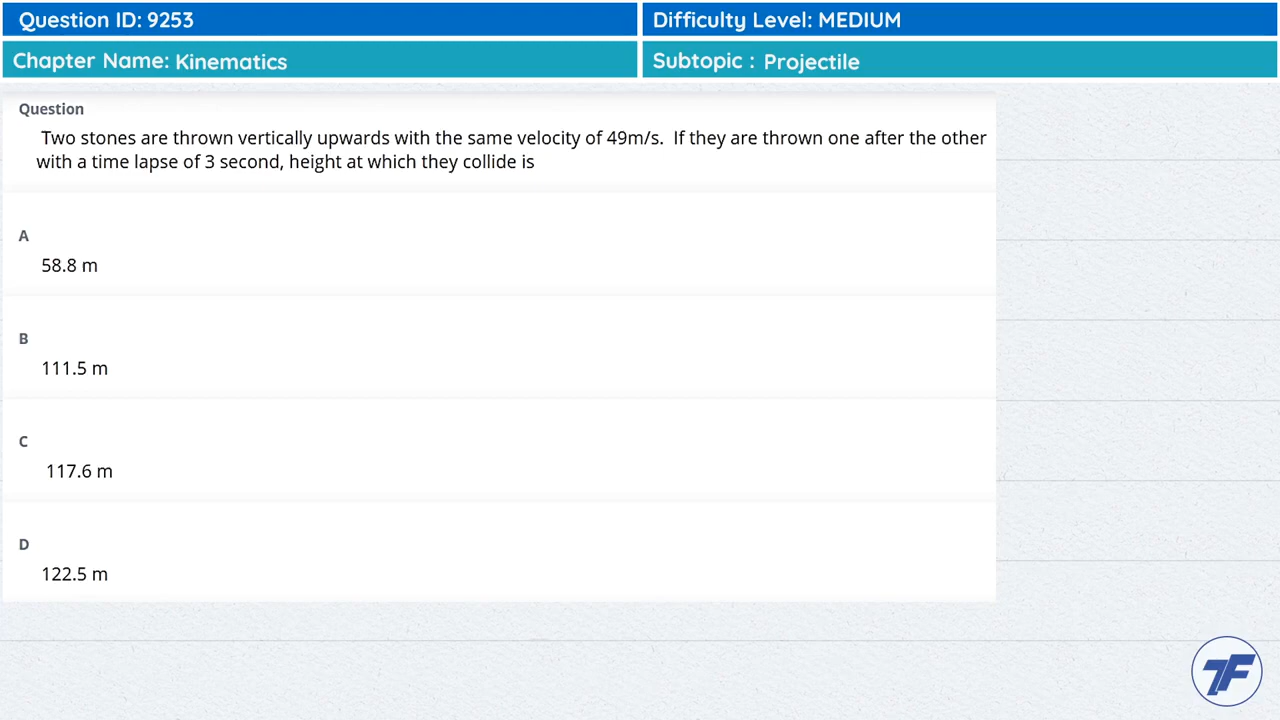 Question ID: 9253
Difficulty Level: MEDIUM
Chapter Name: Kinematics
Subtopic : Projectile
Question
Two stones are thrown vertically upwards with the same velocity of 49m/s. If they are thrown one after the other
with a time lapse of 3 second, height at which they collide is
A
58.8 m
B
111.5 m
C
117.6 m
D
122.5 m
7F